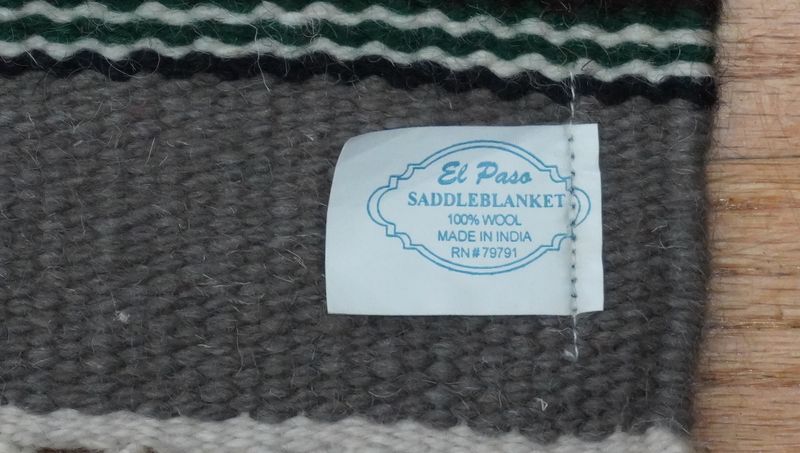 El Paso
SADDLEBLANKET
100% WOOL
MADE IN INDIA
RN#79791